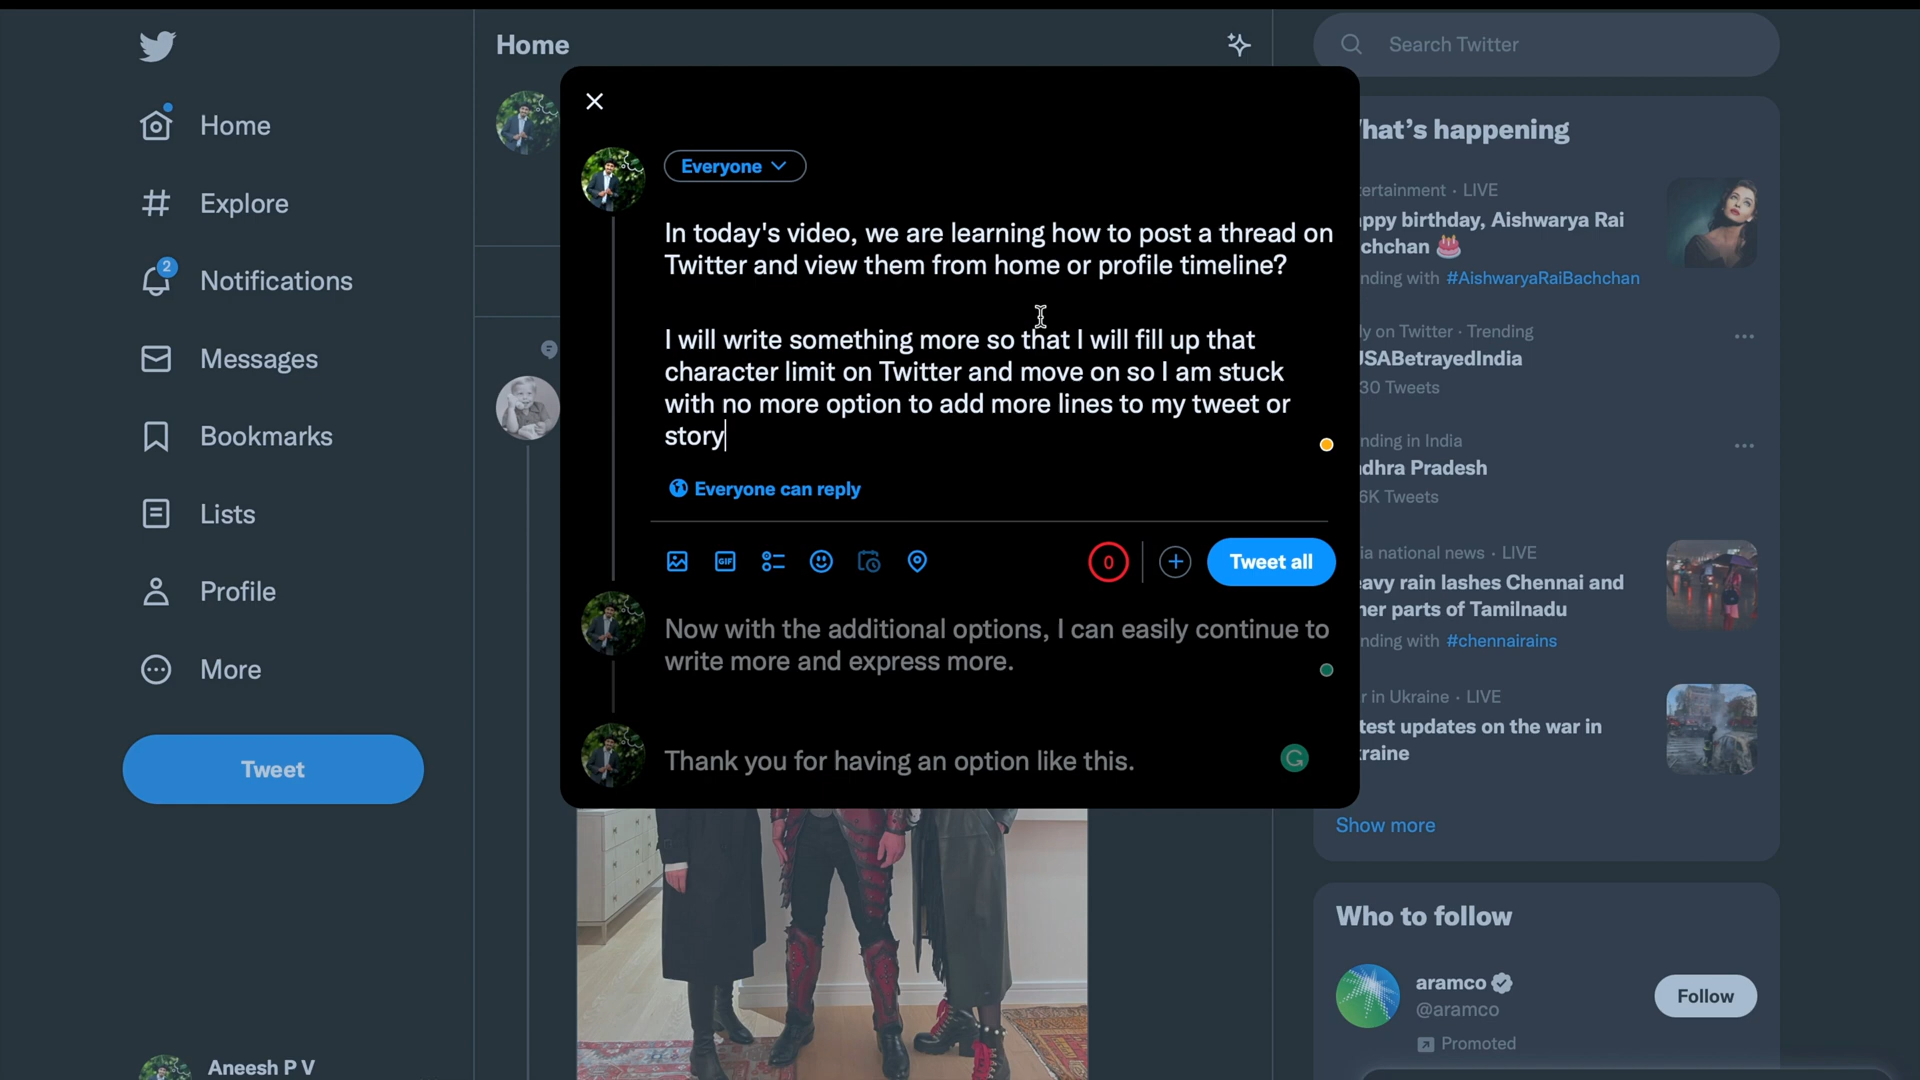 Home
Explore
2
Notifications
Messages
Bookmarks
Lists
Profile
More
Tweet
Aneesh P V
Home
Everyone
In today's video, we are learning how to post a thread on
Twitter and view them from home or profile timeline?
I will write something more so that I will fill up that
character limit on Twitter and move on so I am stuck
with no more option to add more lines to my tweet or
story
Everyone can reply
GIF
0
Tweet all
Now with the additional options, I can easily continue to
write more and express more.
Thank you for having an option like this.
G
Search Twitter
hat's happening
ertainment · LIVE
ppy birthday, Aishwarya Rai
chchan 🎂
nding with #AishwaryaRaiBachchan
ly on Twitter · Trending
USABetrayedIndia
30 Tweets
nding in India
dhra Pradesh
6K Tweets
ia national news · LIVE
eavy rain lashes Chennai and
her parts of Tamilnadu
nding with #chennairains
r in Ukraine · LIVE
test updates on the war in
raine
Show more
Who to follow
aramco
@aramco
Follow
Promoted